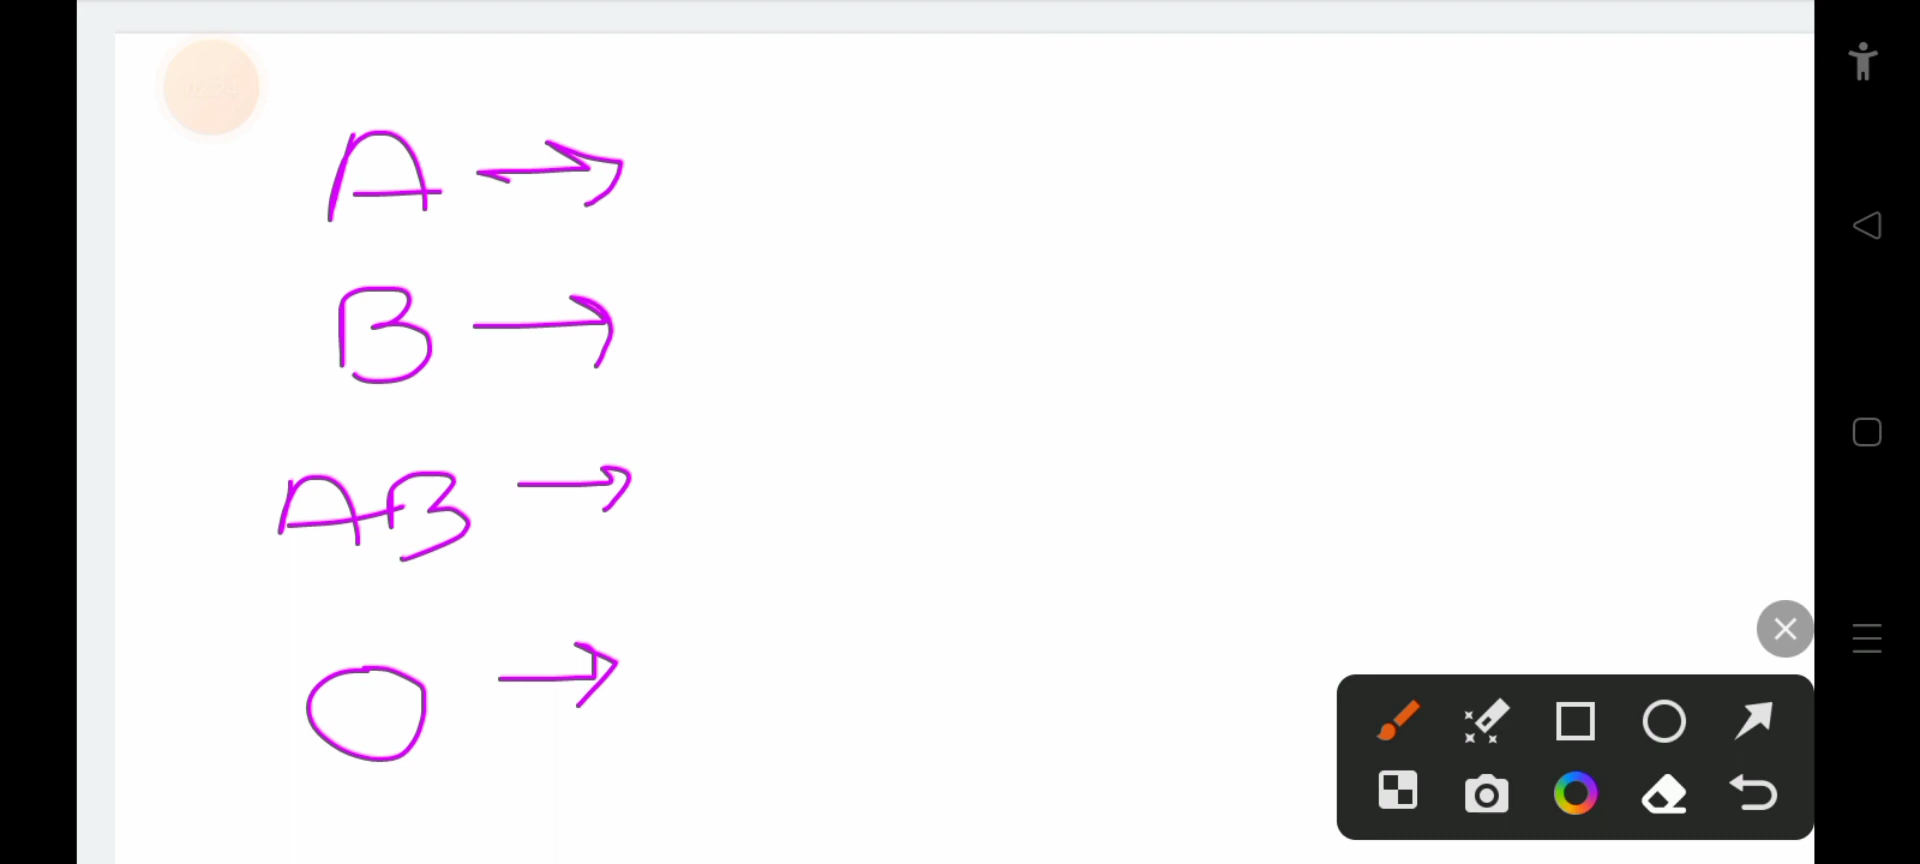 A →
B →
AB →
O →